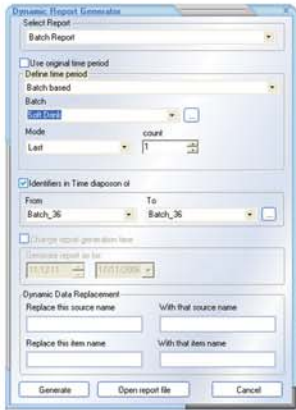 Dynamic Report Generator
Select Report
Batch Report
Use original time period
Define time period
Batch based
Batch
Soft Drink
...
Mode count
Last 1
Identifiers in Time diapason of
From To
Batch_36 Batch_36 ...
Change report generation time
Generate report as for
Dynamic Data Replacement
Replace this source name With that source name
Replace this item name With that item name
Generate Open report file Cancel